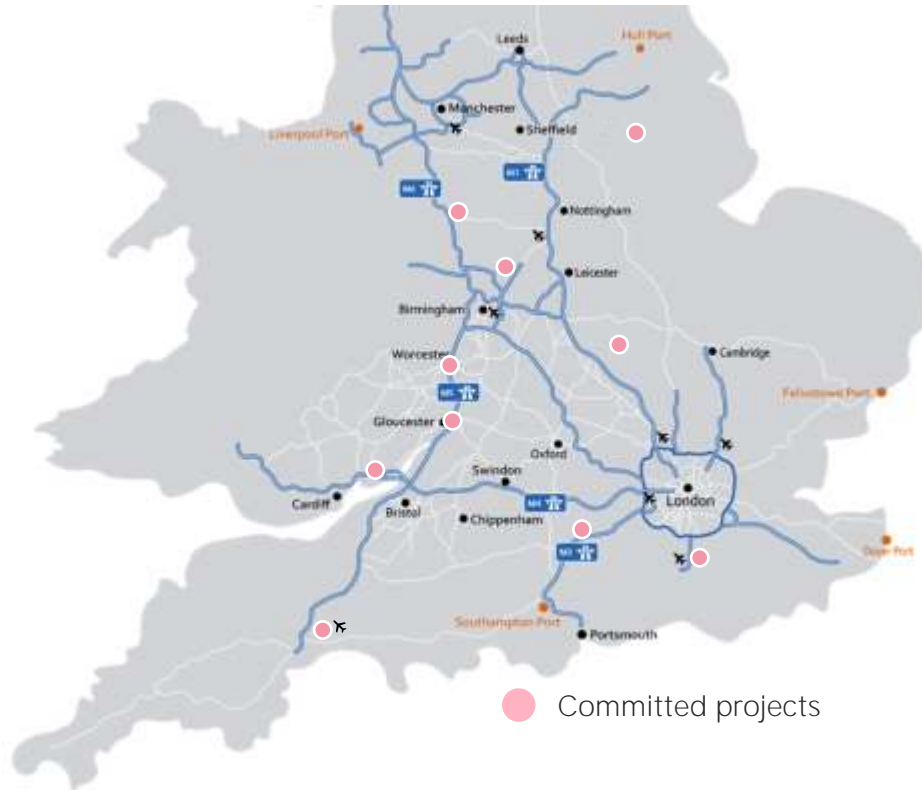 Leeds
Hull Port
Manchester
Liverpool Port
Sheffield
M6
M1
Nottingham
Leicester
Birmingham
Worcester
Cambridge
M5
Felixstowe Port
Gloucester
Oxford
Swindon
Cardiff
Bristol
M4
London
Chippenham
M3
Dover Port
Southampton Port
Portsmouth
Committed projects